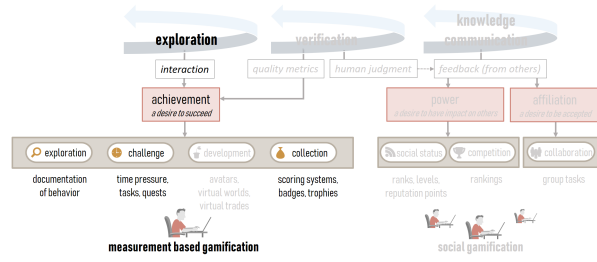 knowledge
exploration verification communication
interaction quality metrics human judgment feedback (from others)
achievement power affiliation
a desire to succeed a desire to have impact on others a desire to be accepted
exploration challenge development collection social status competition collaboration
documentation time pressure, avatars, scoring systems, ranks, levels, rankings group tasks
of behavior tasks, quests virtual worlds, badges, trophies reputation points
virtual trades
measurement based gamification social gamification